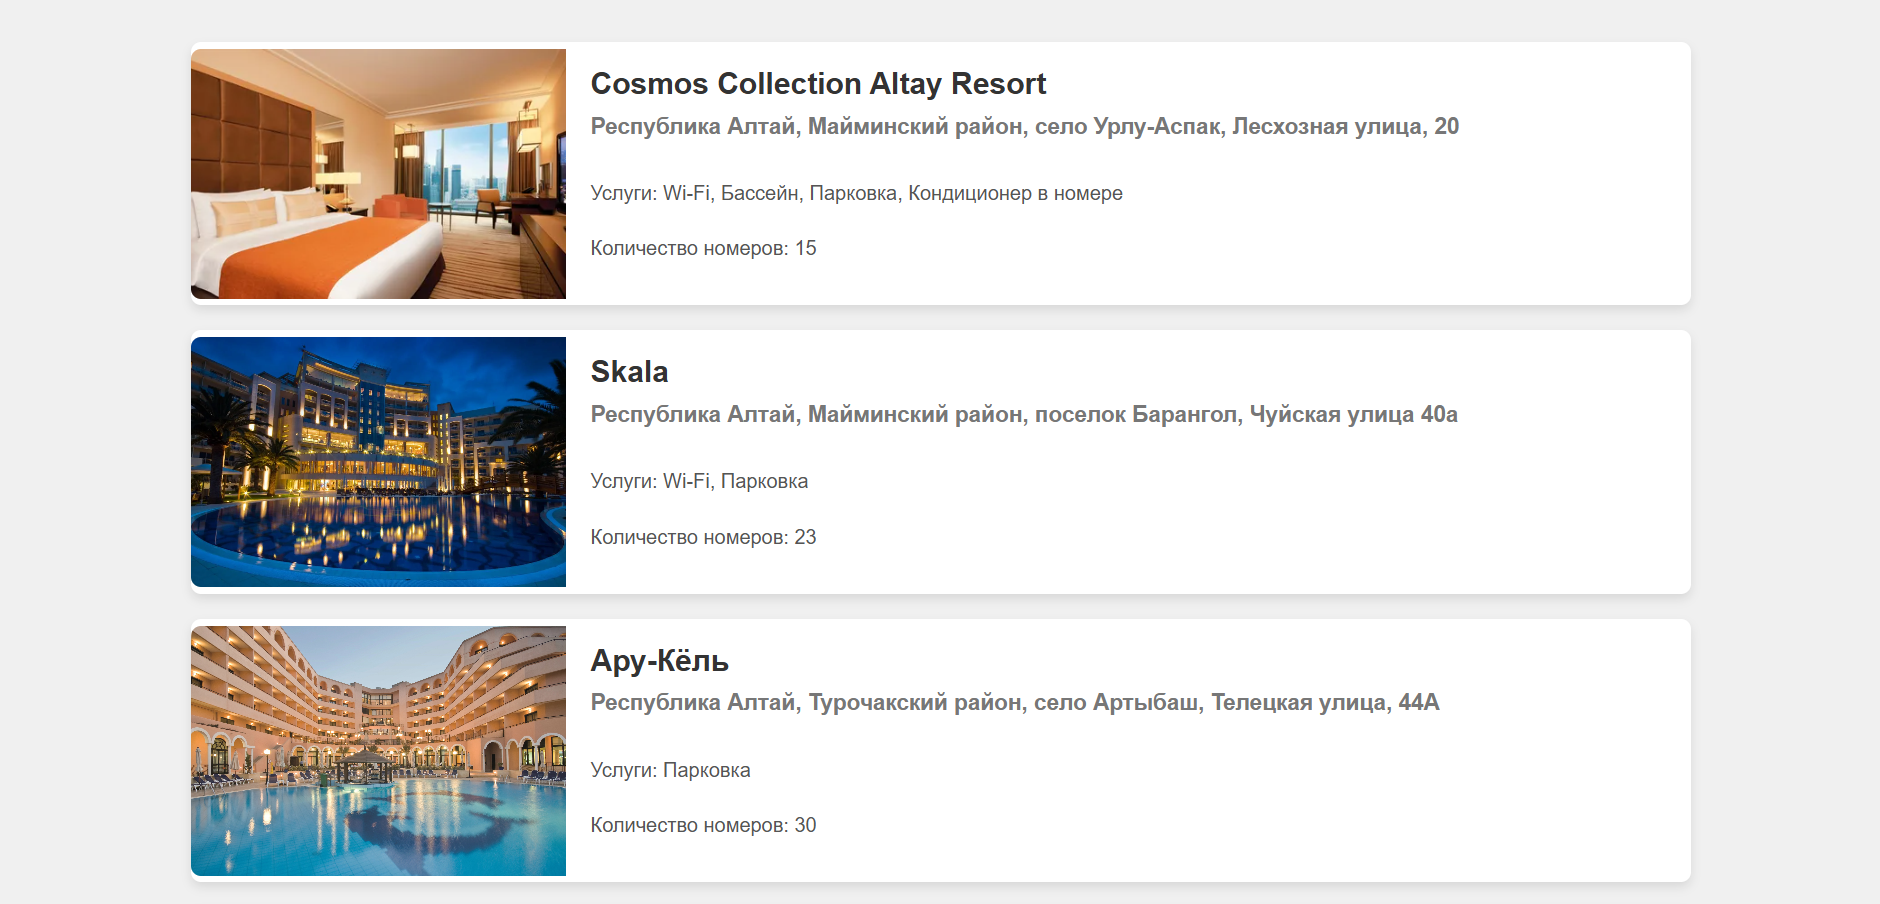 Cosmos Collection Altay Resort
Республика Алтай, Майминский район, село Урлу-Аспак, Лесхозная улица, 20
Услуги: Wi-Fi, Бассейн, Парковка, Кондиционер в номере
Количество номеров: 15
Skala
Республика Алтай, Майминский район, поселок Барангол, Чуйская улица 40а
Услуги: Wi-Fi, Парковка
Количество номеров: 23
Ару-Кёль
Республика Алтай, Турочакский район, село Артыбаш, Телецкая улица, 44А
Услуги: Парковка
Количество номеров: 30